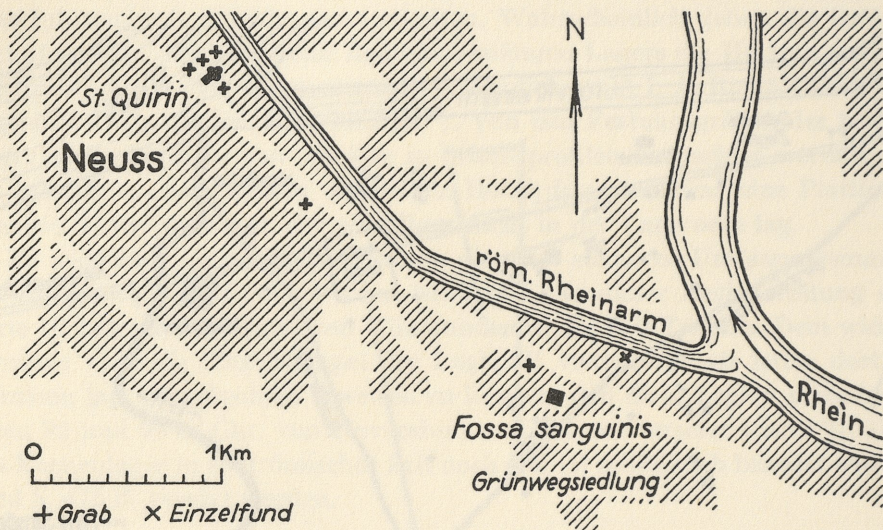 N
St. Quirin
Neuss
röm. Rheinarm
Rhein
Fossa sanguinis
Grünwegsiedlung
0 1Km
+ Grab × Einzelfund